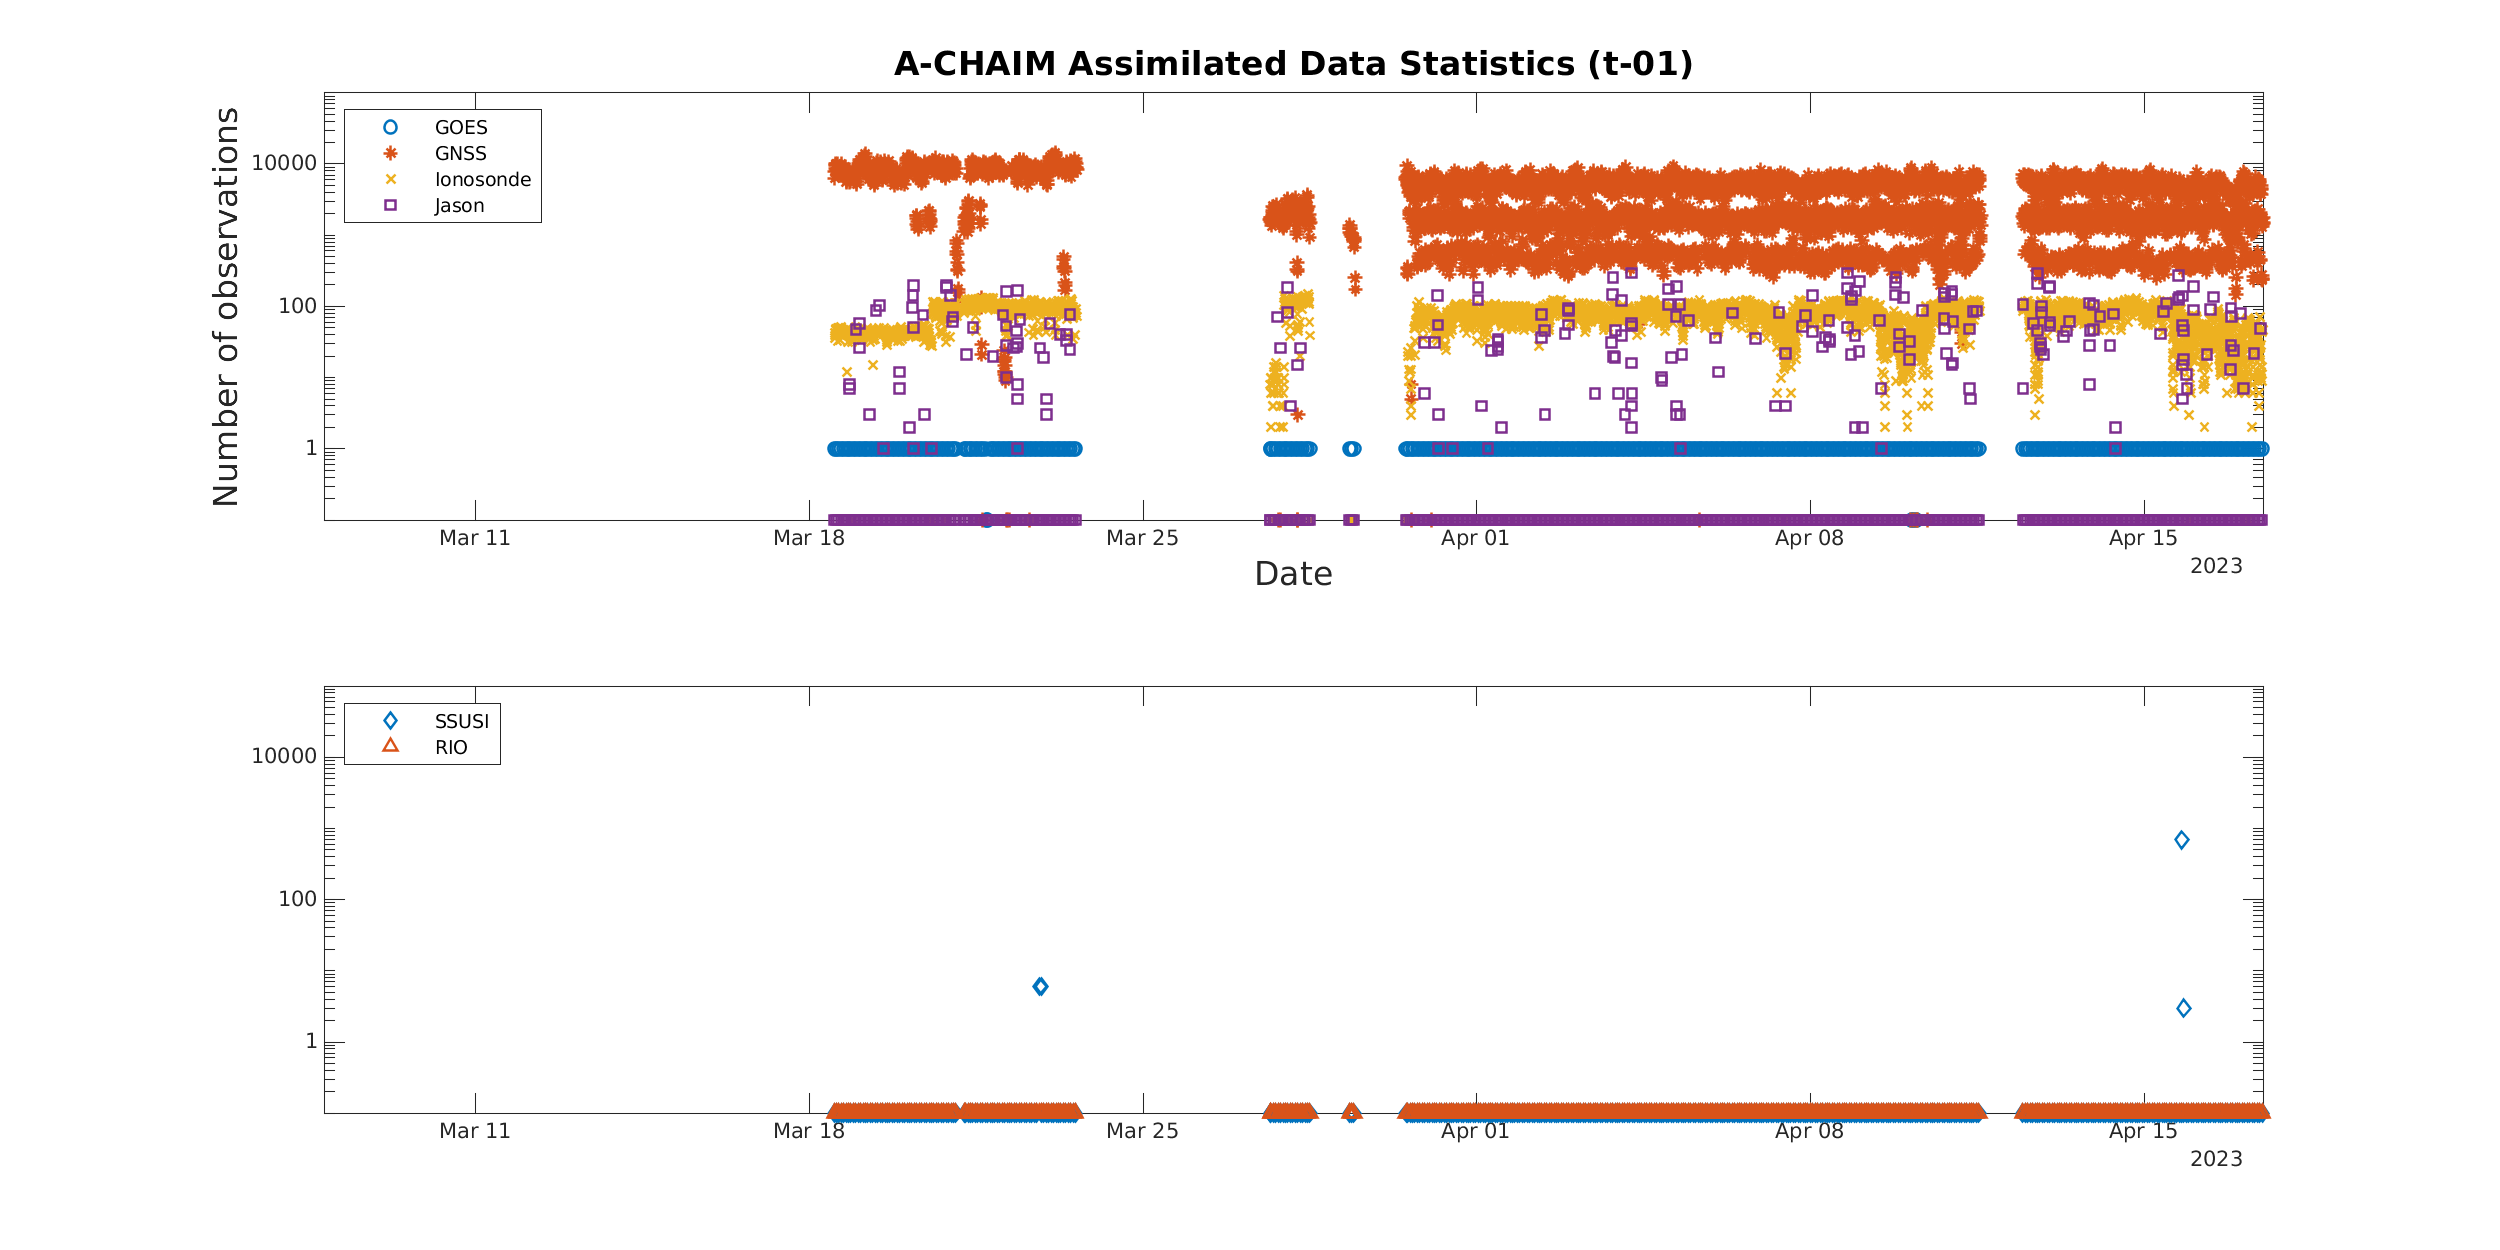 A-CHAIM Assimilated Data Statistics (t-01)
Number of observations
10000
100
1
GOES
GNSS
Ionosonde
Jason
Mar 11
Mar 18
Mar 25
Apr 01
Apr 08
Apr 15
2023
Date
10000
100
1
SSUSI
RIO
Mar 11
Mar 18
Mar 25
Apr 01
Apr 08
Apr 15
2023